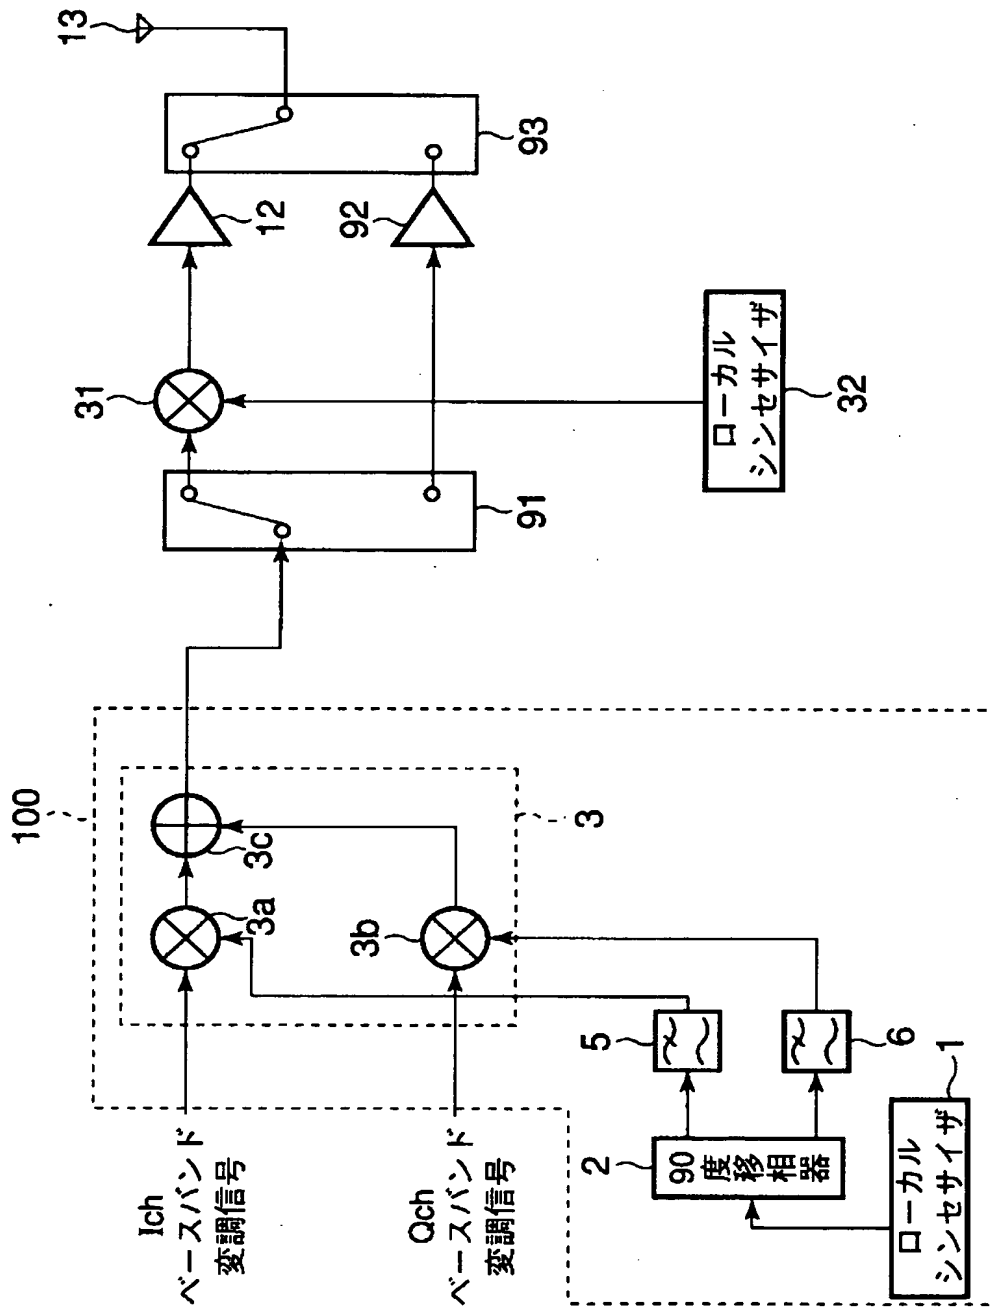 100
Ich
ベースバンド
変調信号
Qch
ベースバンド
変調信号
3a
3b
3c
3
5
6
2
90
度移相器
ローカル
シンセサイザ
1
91
31
ローカル
シンセサイザ
32
12
92
93
13